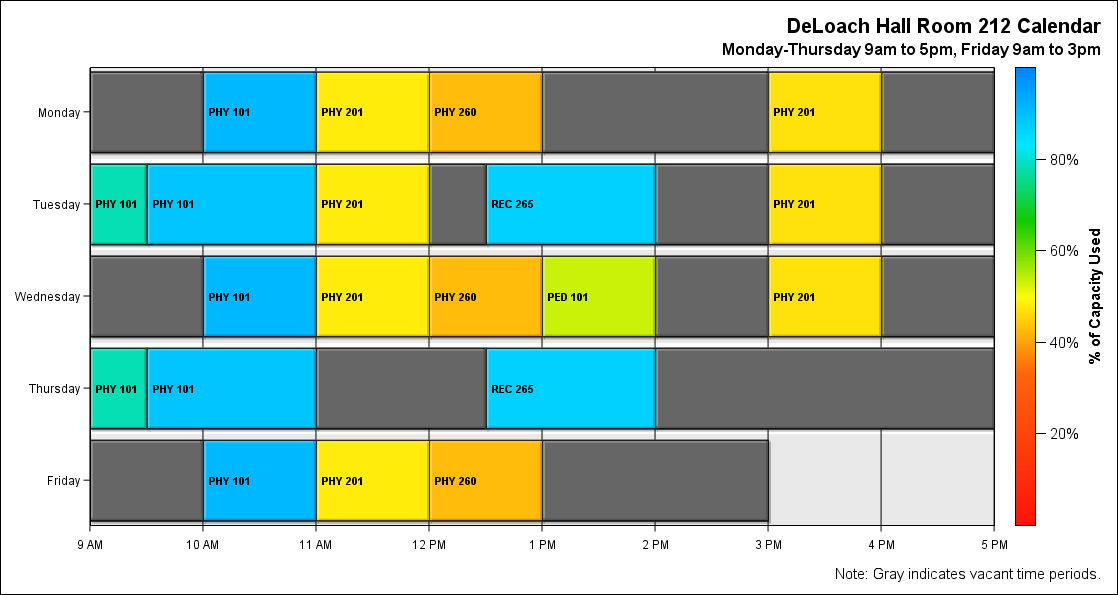 DeLoach Hall Room 212 Calendar
Monday-Thursday 9am to 5pm, Friday 9am to 3pm
Monday
PHY 101
PHY 201
PHY 260
PHY 201
Tuesday
PHY 101
PHY 101
PHY 201
REC 265
PHY 201
Wednesday
PHY 101
PHY 201
PHY 260
PED 101
PHY 201
Thursday
PHY 101
PHY 101
REC 265
Friday
PHY 101
PHY 201
PHY 260
9 AM
10 AM
11 AM
12 PM
1 PM
2 PM
3 PM
4 PM
5 PM
80%
60%
40%
20%
% of Capacity Used
Note: Gray indicates vacant time periods.